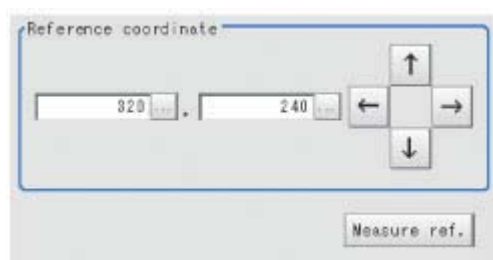 Reference coordinate
320 ... , 240 ... ↑ ← → ↓
Measure ref.